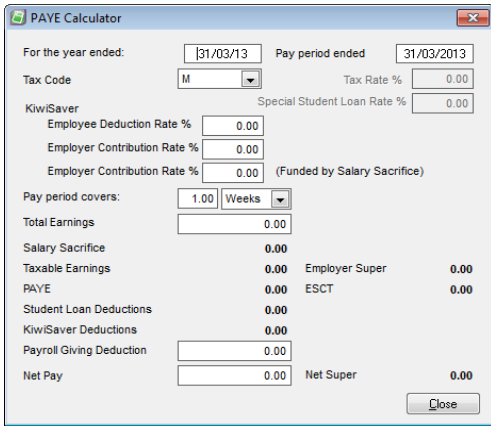 PAYE Calculator
For the year ended: 31/03/13 Pay period ended 31/03/2013
Tax Code M Tax Rate % 0.00
Special Student Loan Rate % 0.00
KiwiSaver
Employee Deduction Rate % 0.00
Employer Contribution Rate % 0.00
Employer Contribution Rate % 0.00 (Funded by Salary Sacrifice)
Pay period covers: 1.00 Weeks
Total Earnings 0.00
Salary Sacrifice 0.00
Taxable Earnings 0.00 Employer Super 0.00
PAYE 0.00 ESCT 0.00
Student Loan Deductions 0.00
KiwiSaver Deductions 0.00
Payroll Giving Deduction 0.00
Net Pay 0.00 Net Super 0.00
Close